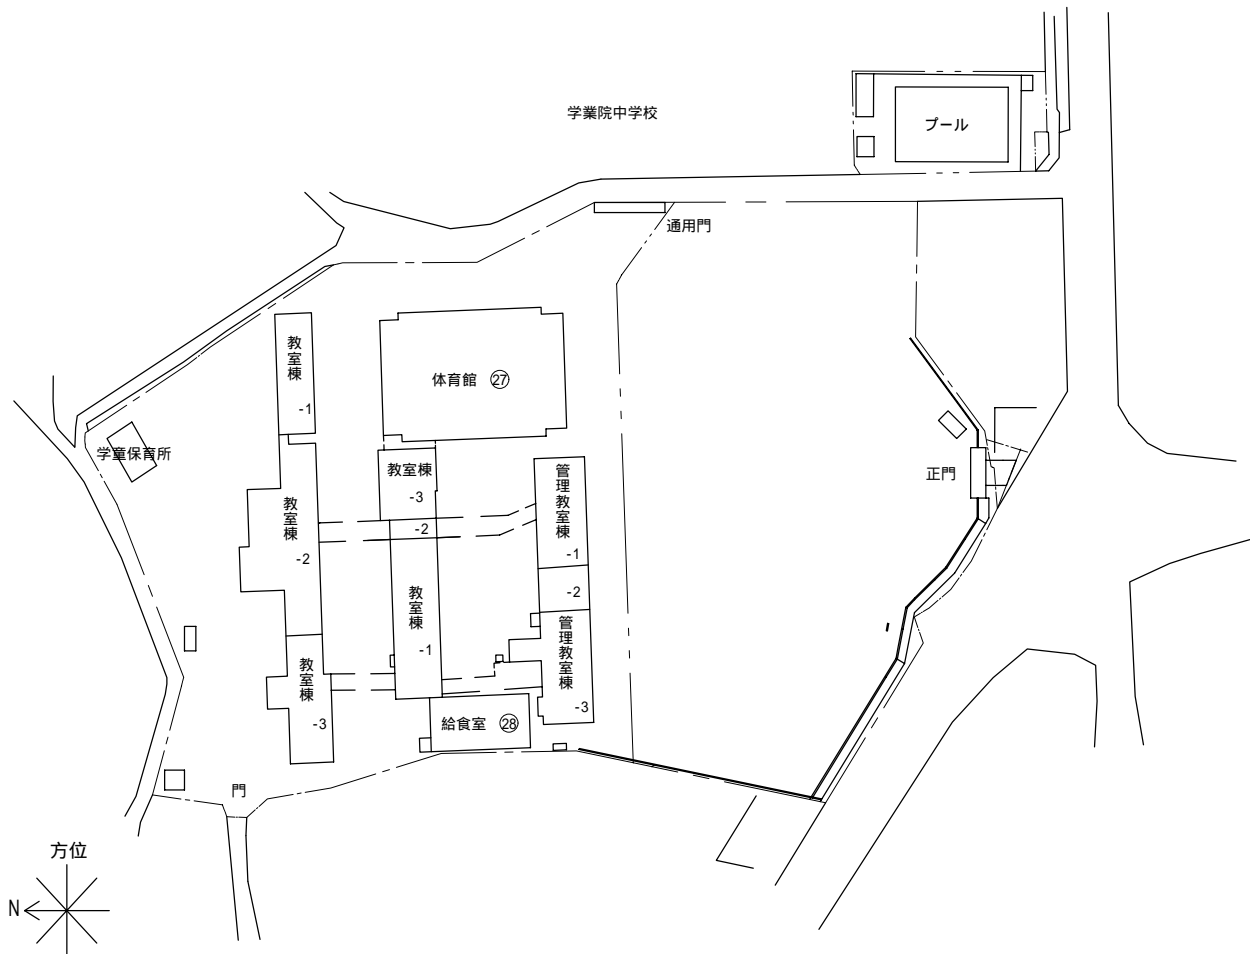 学業院中学校
プール
通用門
教室棟
-1
体育館 ㉗
学童保育所
教室棟
-3
-2
管理教室棟
-1
正門
教室棟
-2
-2
教室棟
-1
管理教室棟
-3
教室棟
-3
給食室 ㉘
門
方位
N